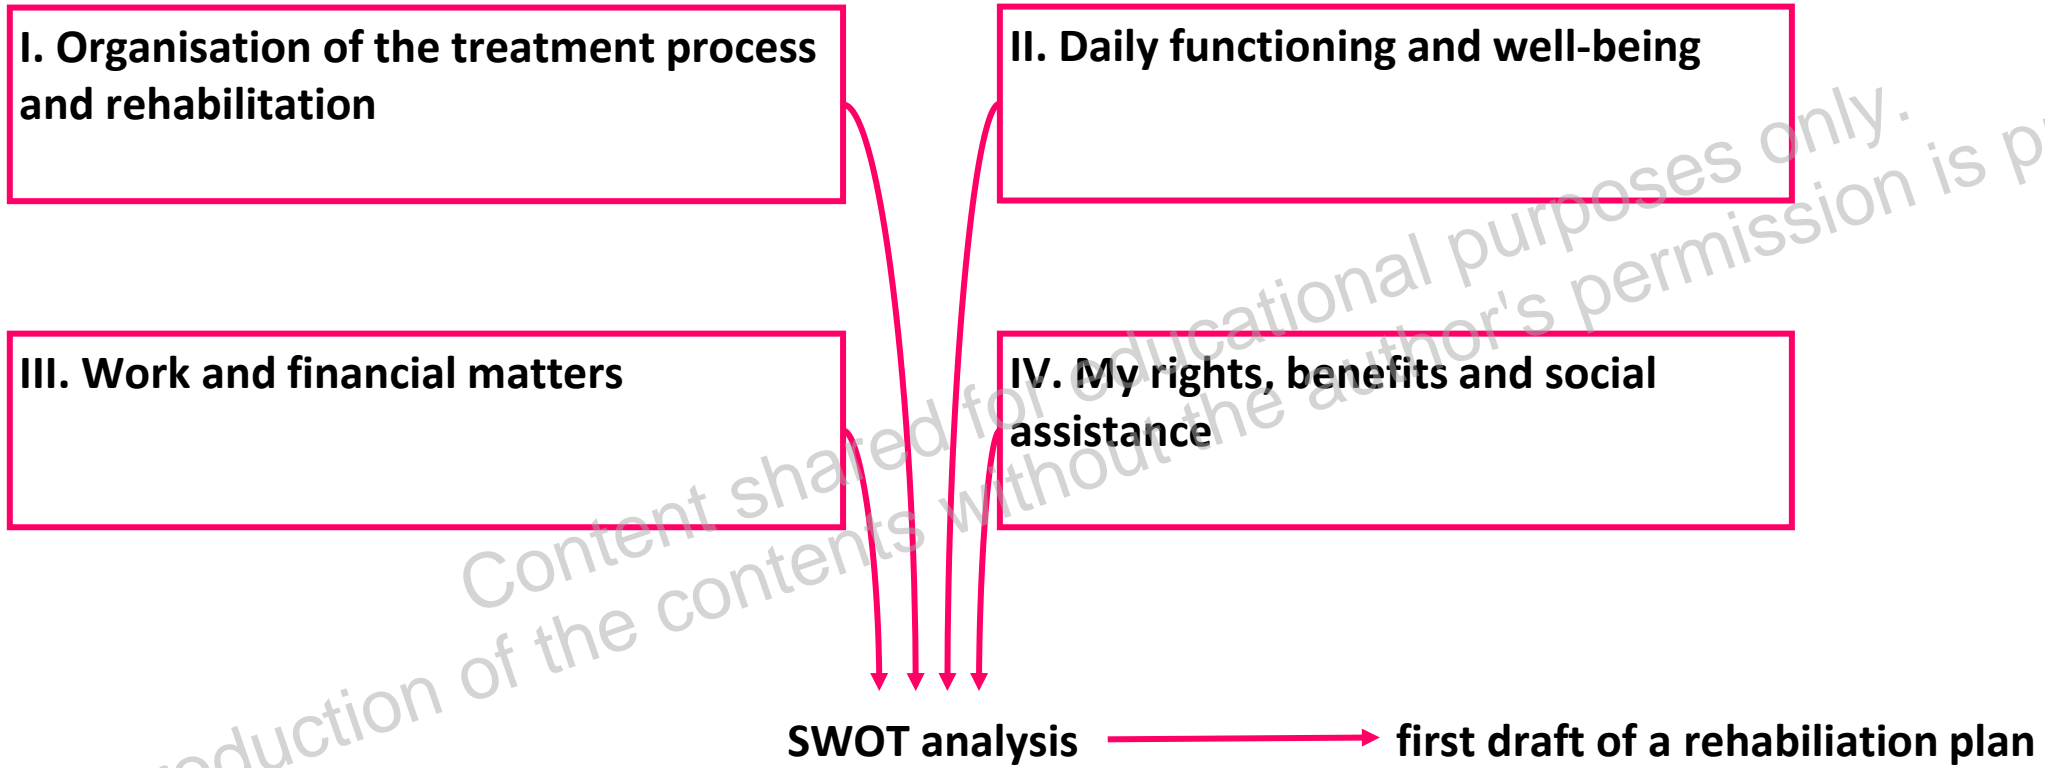 I. Organisation of the treatment process
and rehabilitation
II. Daily functioning and well-being
III. Work and financial matters
IV. My rights, benefits and social
assistance
Content shared for educational purposes only.
of the contents without the author's permission is
SWOT analysis
first draft of a rehabiliation plan